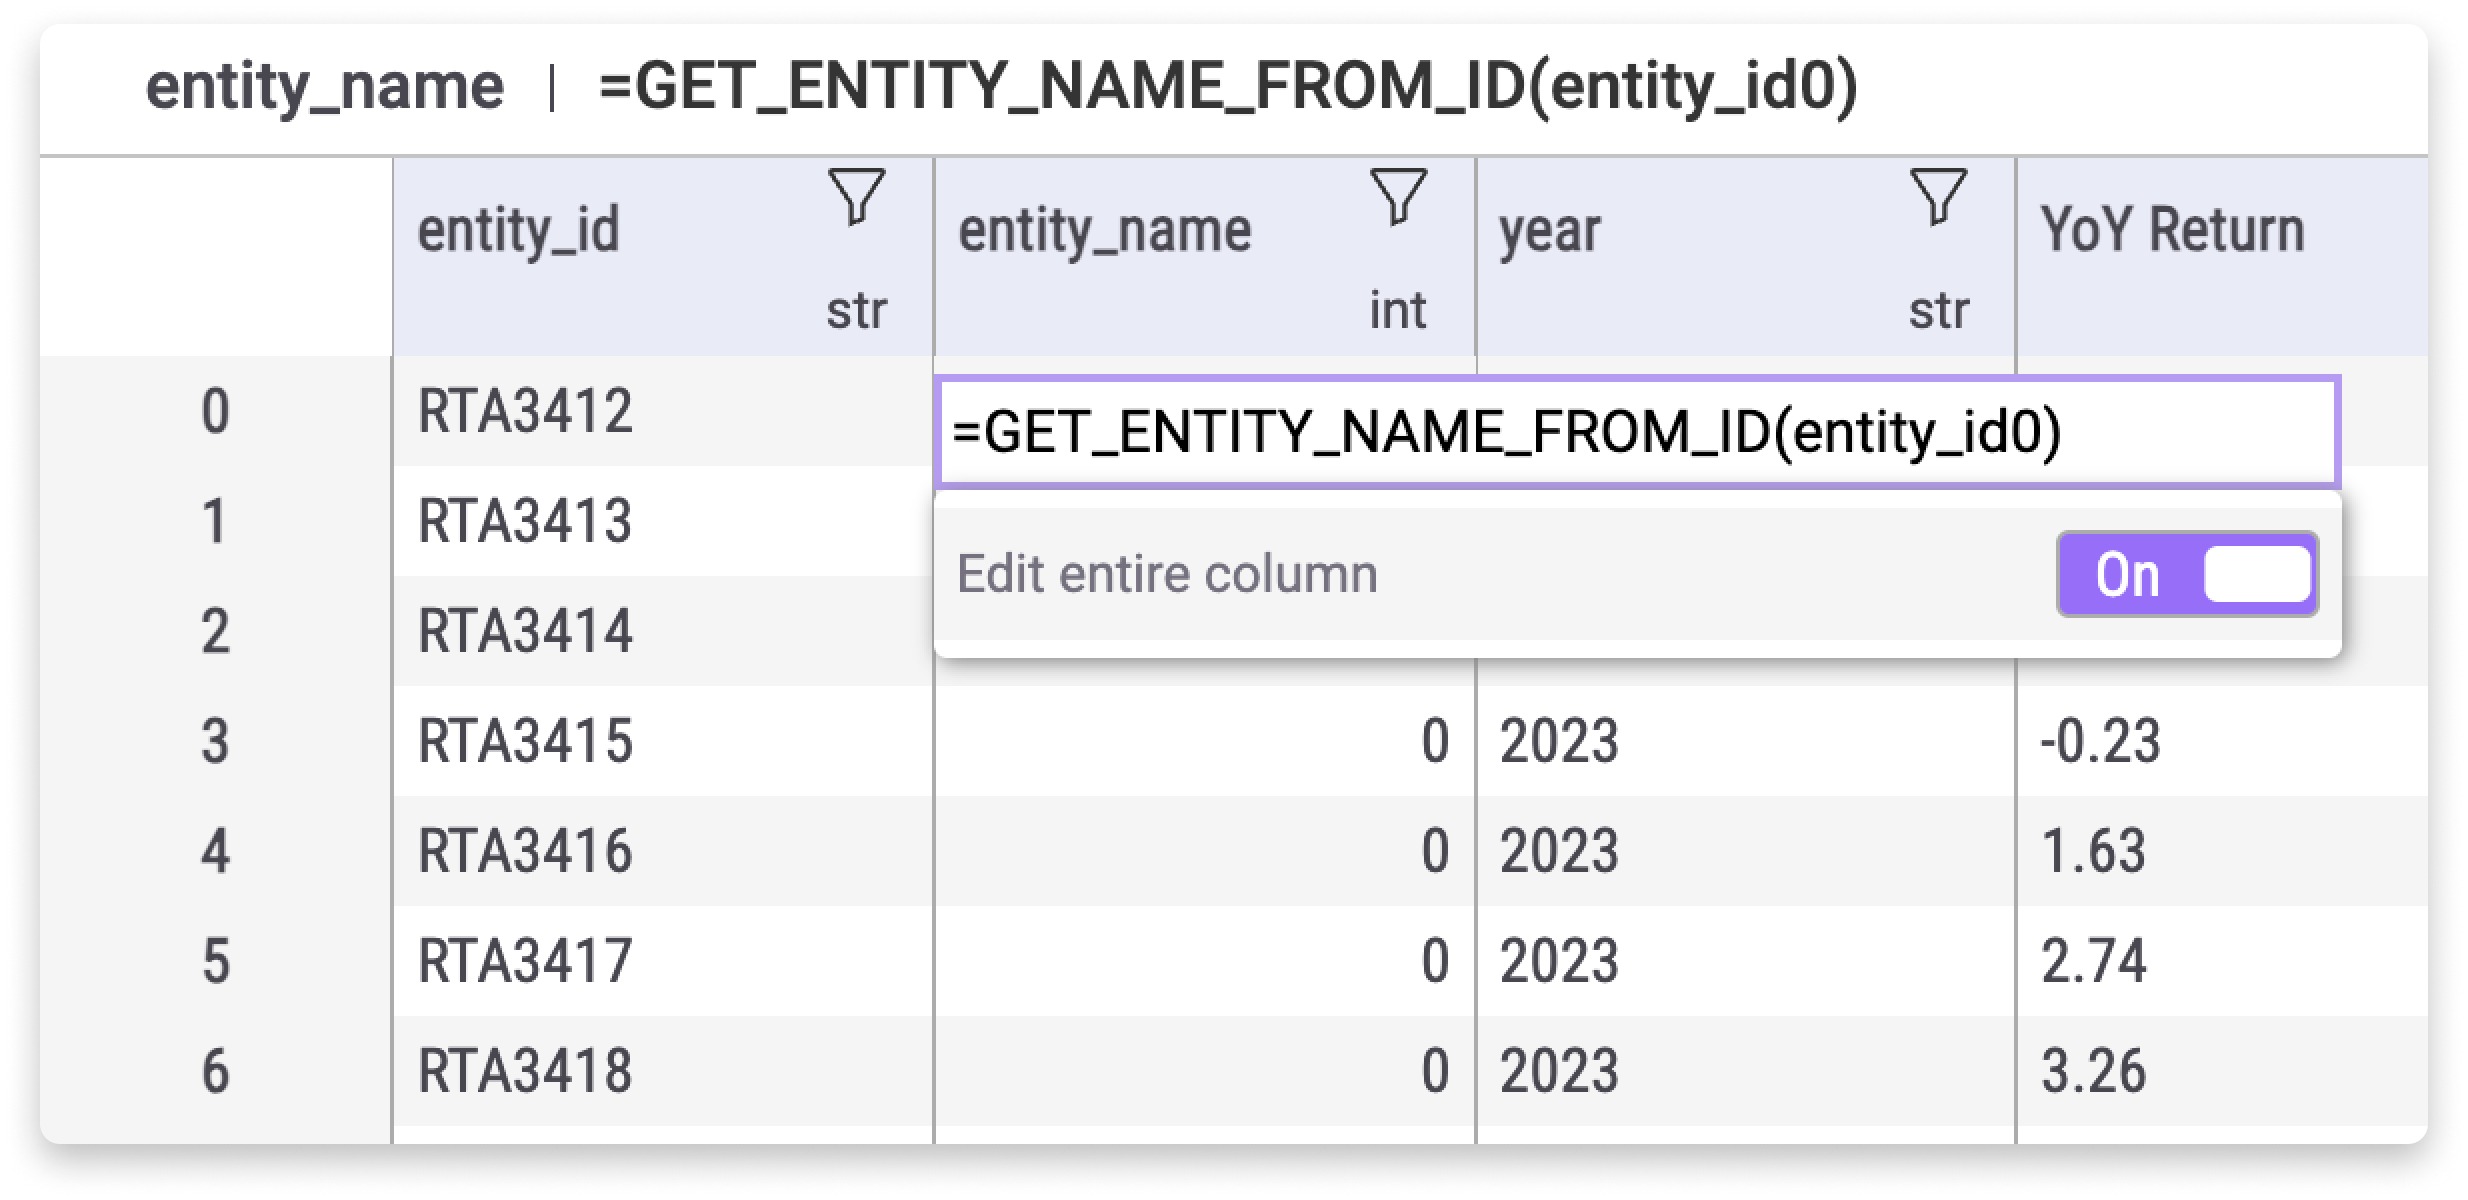 entity_name | =GET_ENTITY_NAME_FROM_ID(entity_id0)
entity_id entity_name year YoY Return
str int str
0 RTA3412 =GET_ENTITY_NAME_FROM_ID(entity_id0)
1 RTA3413
Edit entire column On
2 RTA3414
3 RTA3415 0 2023 -0.23
4 RTA3416 0 2023 1.63
5 RTA3417 0 2023 2.74
6 RTA3418 0 2023 3.26